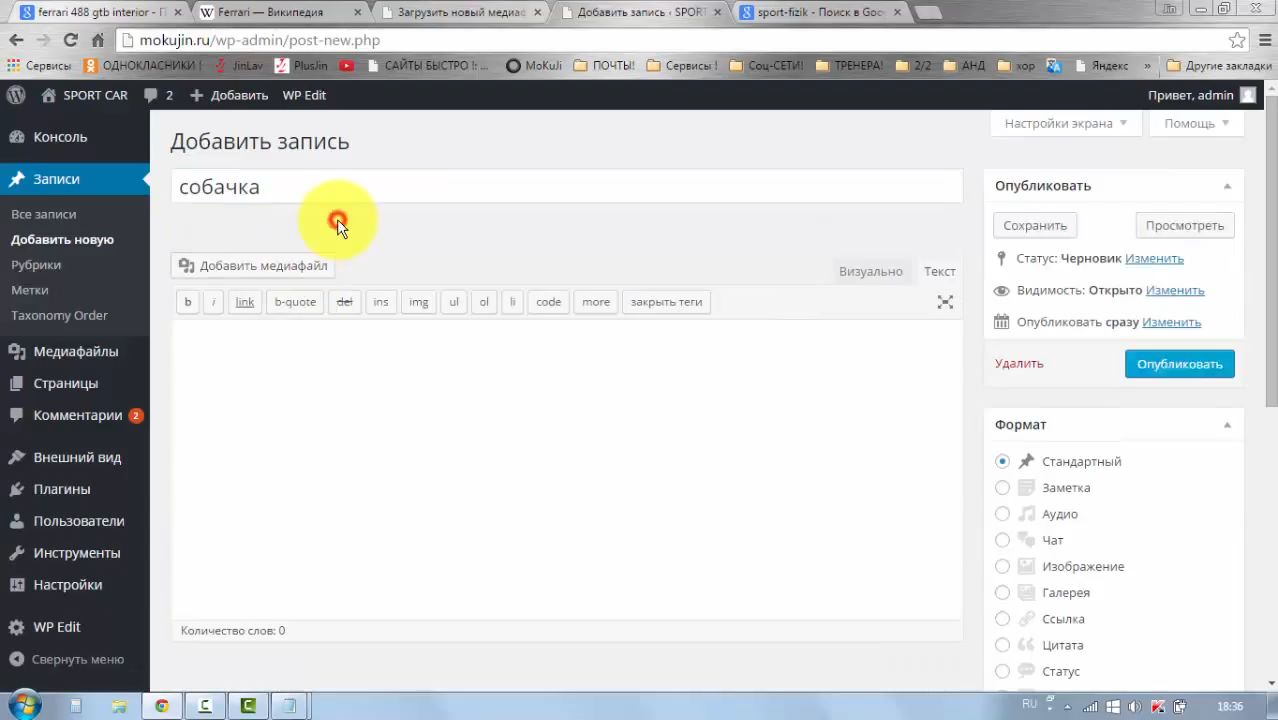 ferrari 488 gtb interior - П
Ferrari — Википедия
Загрузить новый медиаф
Добавить запись ‹ SPORT
sport-fizik - Поиск в Goo
mokujin.ru/wp-admin/post-new.php
Сервисы
ОДНОКЛАСНИКИ !
JinLav
PlusJin
САЙТЫ БЫСТРО !: ...
MoKuJi
ПОЧТЫ!
Сервисы !
Соц-СЕТИ!
ТРЕНЕРА!
2/2
АНД
хор
Яндекс
»
Другие закладки
SPORT CAR
2
Добавить
WP Edit
Привет, admin
Консоль
Записи
Все записи
Добавить новую
Рубрики
Метки
Taxonomy Order
Медиафайлы
Страницы
Комментарии 2
Внешний вид
Плагины
Пользователи
Инструменты
Настройки
WP Edit
Свернуть меню
Настройки экрана
Помощь
Добавить запись
собачка
Добавить медиафайл
Визуально
Текст
b
i
link
b-quote
del
ins
img
ul
ol
li
code
more
закрыть теги
Количество слов: 0
Опубликовать
Сохранить
Просмотреть
Статус: Черновик Изменить
Видимость: Открыто Изменить
Опубликовать сразу Изменить
Удалить
Опубликовать
Формат
Стандартный
Заметка
Аудио
Чат
Изображение
Галерея
Ссылка
Цитата
Статус
RU
18:36